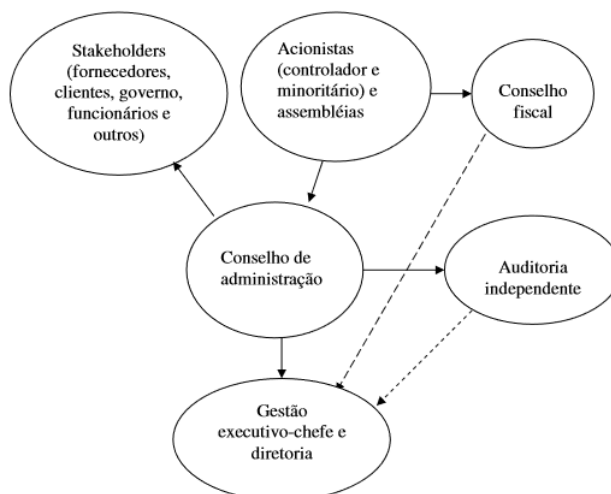 Stakeholders
(fornecedores,
clientes, governo,
funcionários e
outros)
Acionistas
(controlador e
minoritário) e
assembléias
Conselho
fiscal
Conselho de
administração
Auditoria
independente
Gestão
executivo-chefe e
diretoria